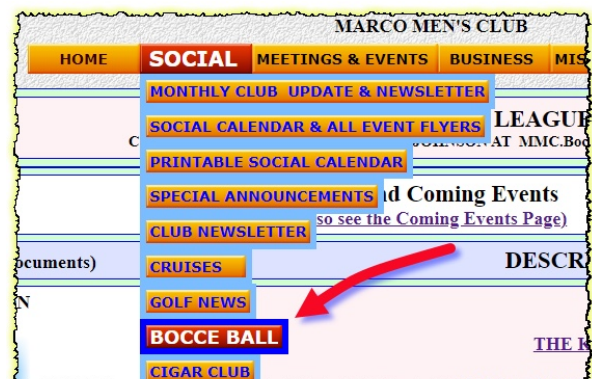 MARCO MEN'S CLUB
HOME SOCIAL MEETINGS & EVENTS BUSINESS MIS
MONTHLY CLUB UPDATE & NEWSLETTER
LEAGUE
SOCIAL CALENDAR & ALL EVENT FLYERS
AT MMC.Boc
PRINTABLE SOCIAL CALENDAR
SPECIAL ANNOUNCEMENTS
nd Coming Events
so see the Coming Events Page)
CLUB NEWSLETTER
ocuments) CRUISES DESCR
N GOLF NEWS
BOCCE BALL
THE K
CIGAR CLUB